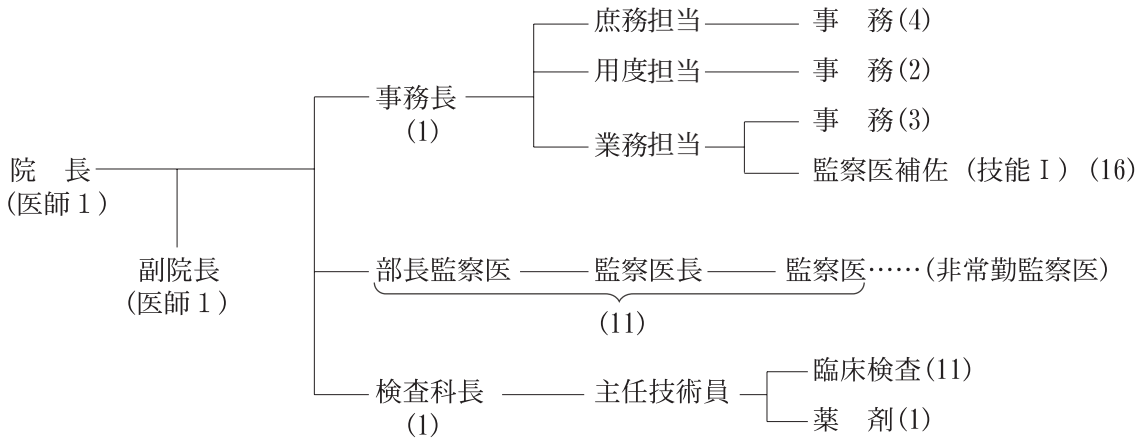 庶務担当 事　務(4)
用度担当 事　務(2)
事務長
(1)
業務担当 事　務(3)
監察医補佐（技能Ⅰ）(16)
院　長
(医師１)
副院長
(医師１)
部長監察医 監察医長 監察医……(非常勤監察医)
(11)
検査科長
(1)
主任技術員 臨床検査(11)
薬　剤(1)